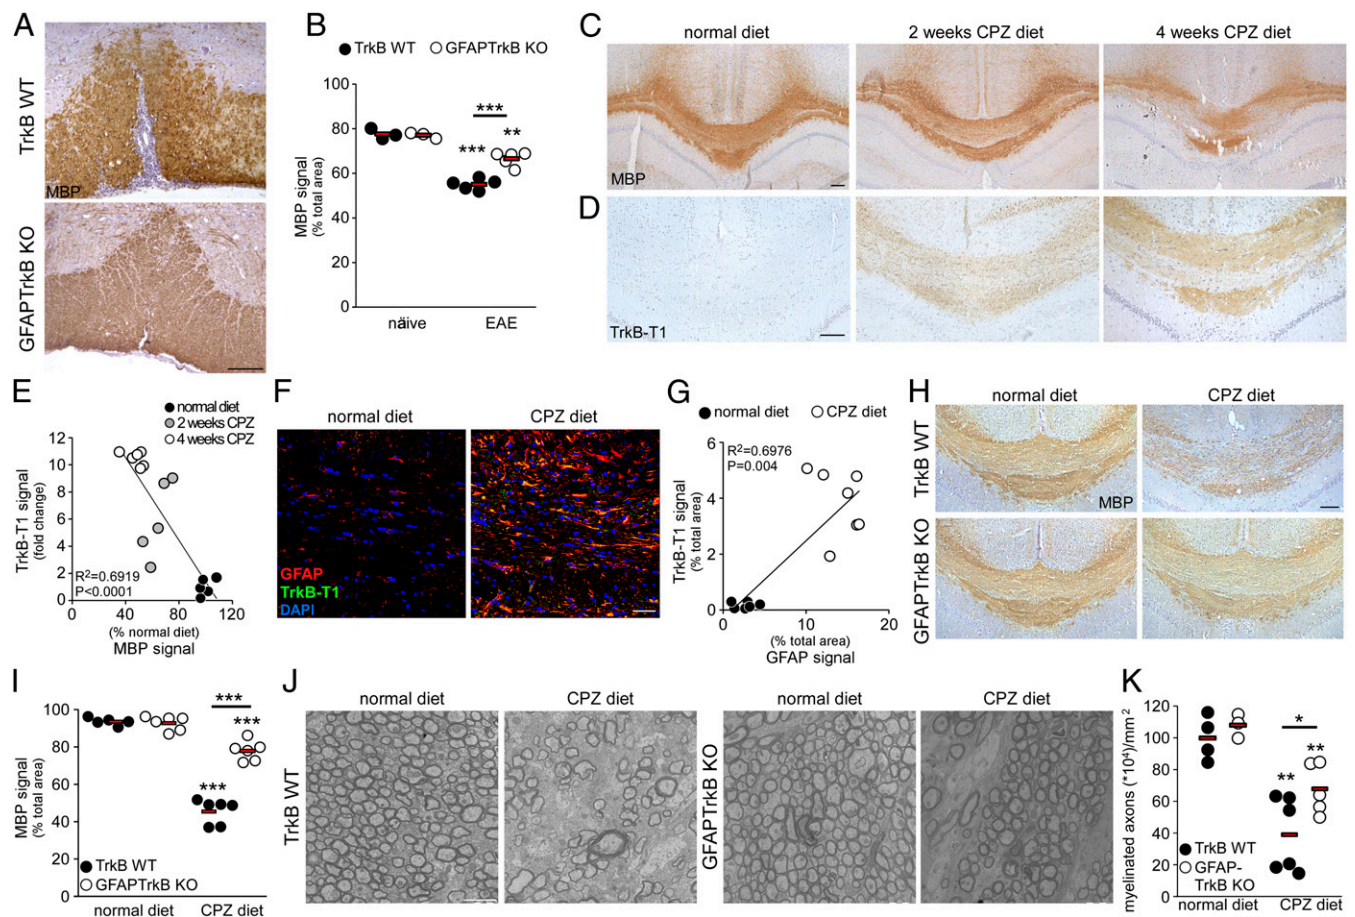 A
TrkB WT
MBP
GFAPTrkB KO
B
TrkB WT GFAPTrkB KO
MBP signal
(% total area)
100
80
60
40
20
0
***
***
**
näive EAE
C
normal diet 2 weeks CPZ diet 4 weeks CPZ diet
MBP
D
TrkB-T1
E
normal diet
2 weeks CPZ
4 weeks CPZ
TrkB-T1 signal
(fold change)
12
10
8
6
4
2
0
R²=0.6919
P<0.0001
0 40 80 120
(% normal diet)
MBP signal
F
normal diet CPZ diet
GFAP
TrkB-T1
DAPI
G
normal diet CPZ diet
TrkB-T1 signal
(% total area)
6
4
2
0
R²=0.6976
P=0.004
0 10 20
(% total area)
GFAP signal
H
normal diet CPZ diet
TrkB WT
MBP
GFAPTrkB KO
I
MBP signal
(% total area)
100
80
60
40
20
0
***
***
***
TrkB WT
GFAPTrkB KO
normal diet CPZ diet
J
normal diet CPZ diet
TrkB WT
normal diet CPZ diet
GFAPTrkB KO
K
myelinated axons (*10⁴)/mm²
120
100
80
60
40
20
0
*
**
**
TrkB WT
GFAP-
TrkB KO
normal diet CPZ diet